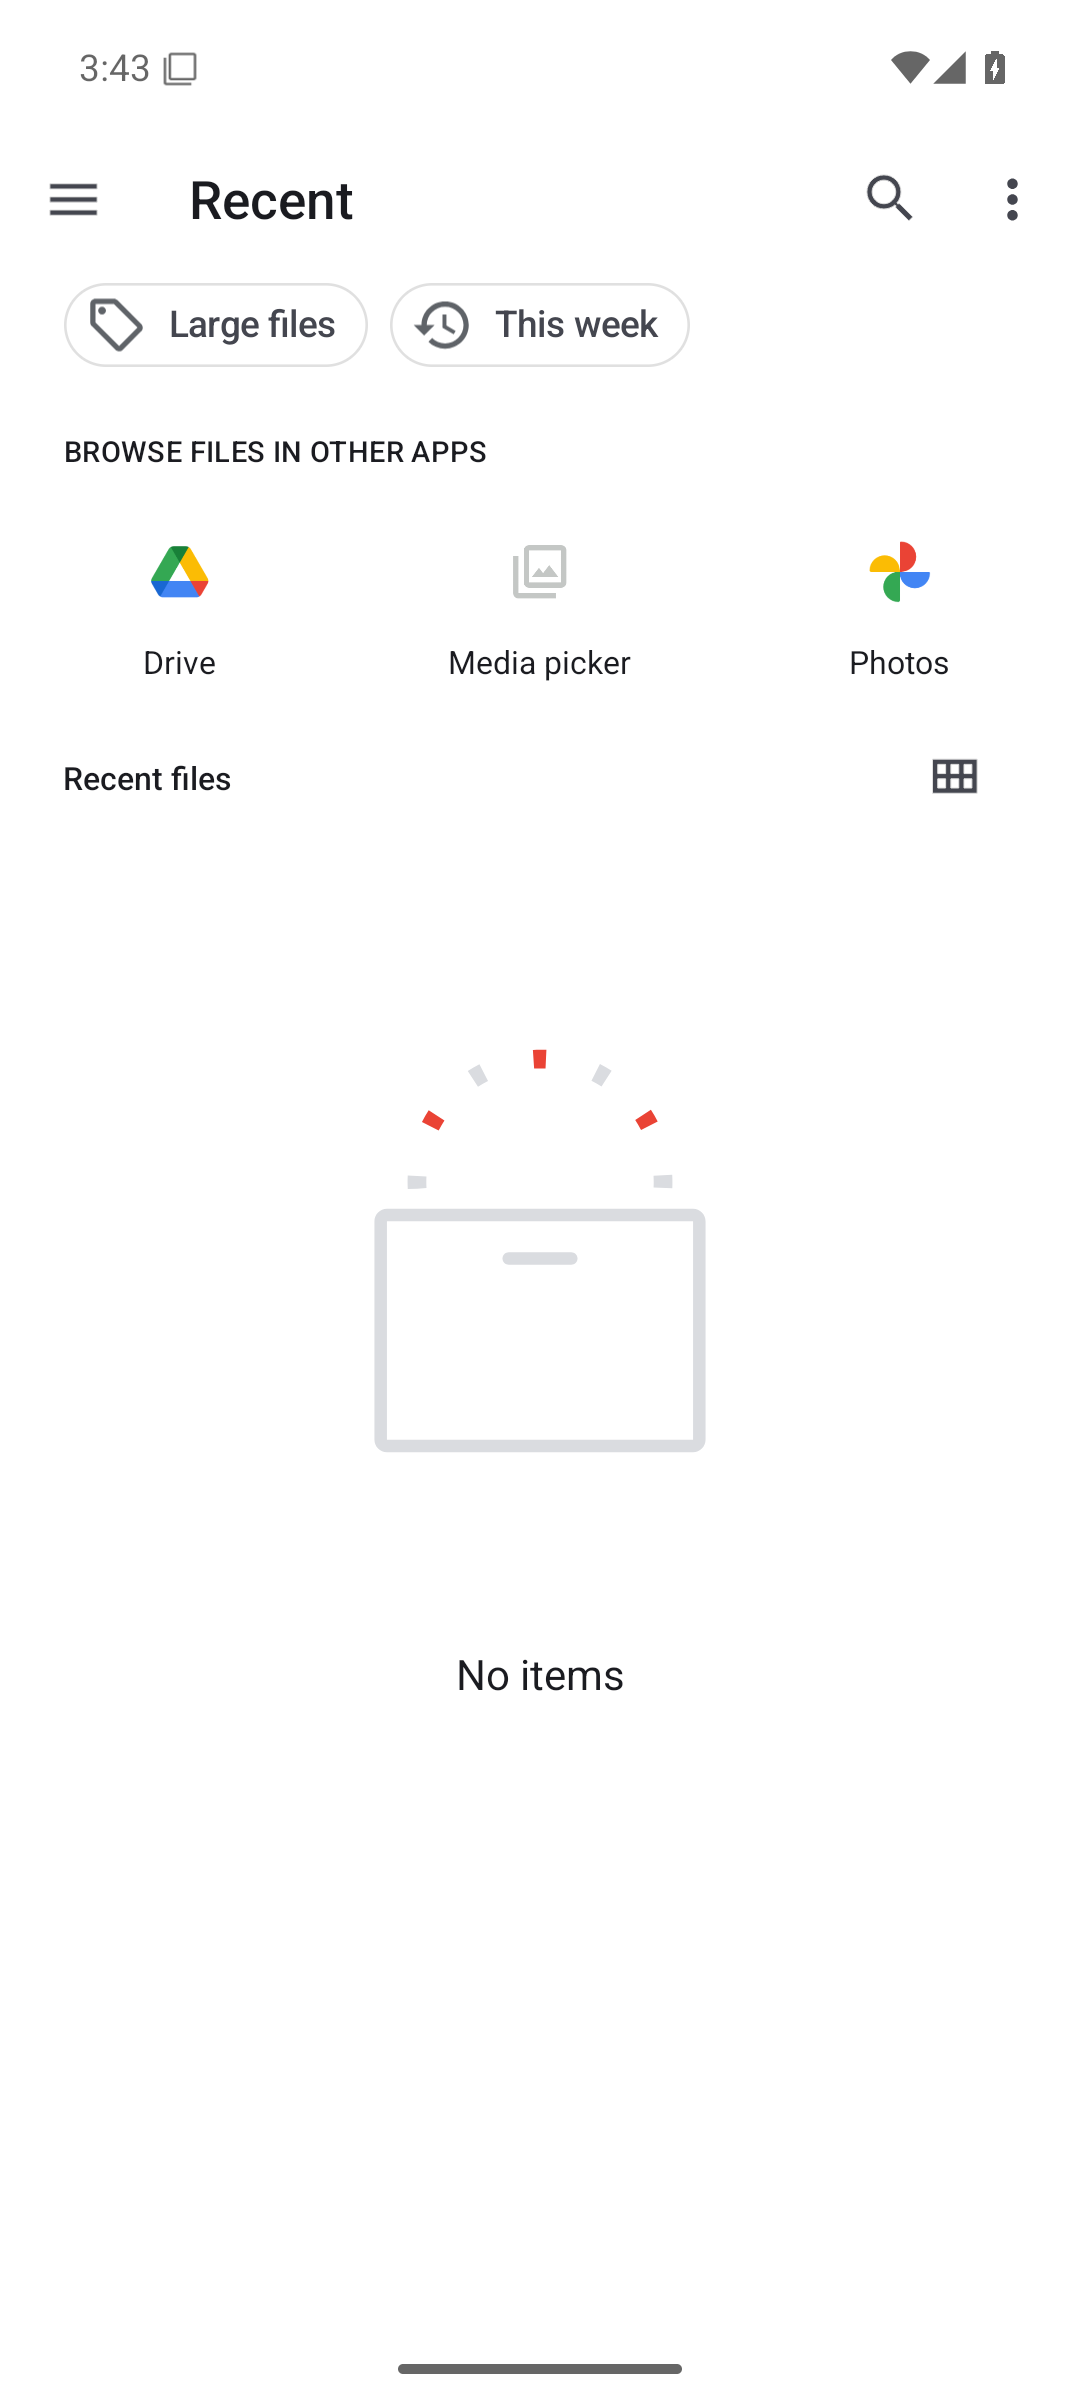 3:43
Recent
Large files
This week
BROWSE FILES IN OTHER APPS
Drive
Media picker
Photos
Recent files
No items